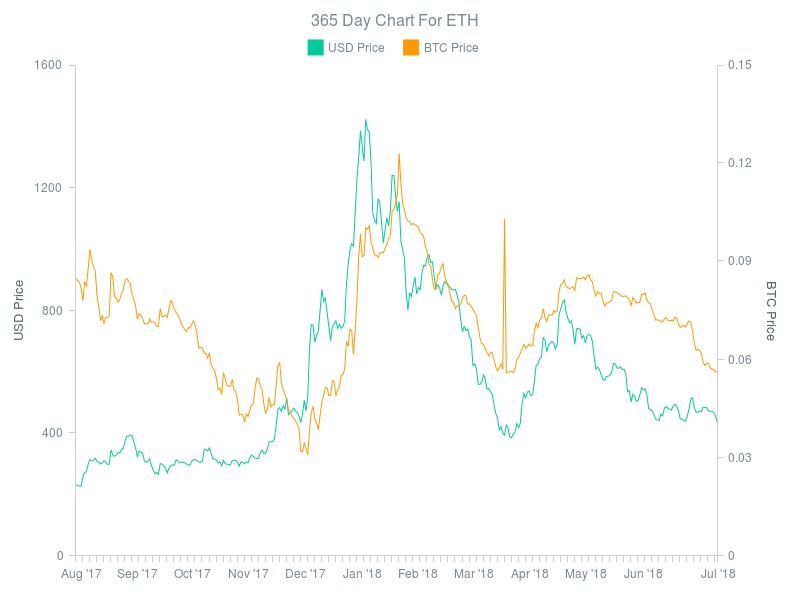 365 Day Chart For ETH
USD Price BTC Price
1600 0.15
1200 0.12
0.09
800
0.06
400
0.03
0 0
USD Price
BTC Price
Aug '17 Sep '17 Oct '17 Nov '17 Dec '17 Jan '18 Feb '18 Mar '18 Apr '18 May '18 Jun '18 Jul '18